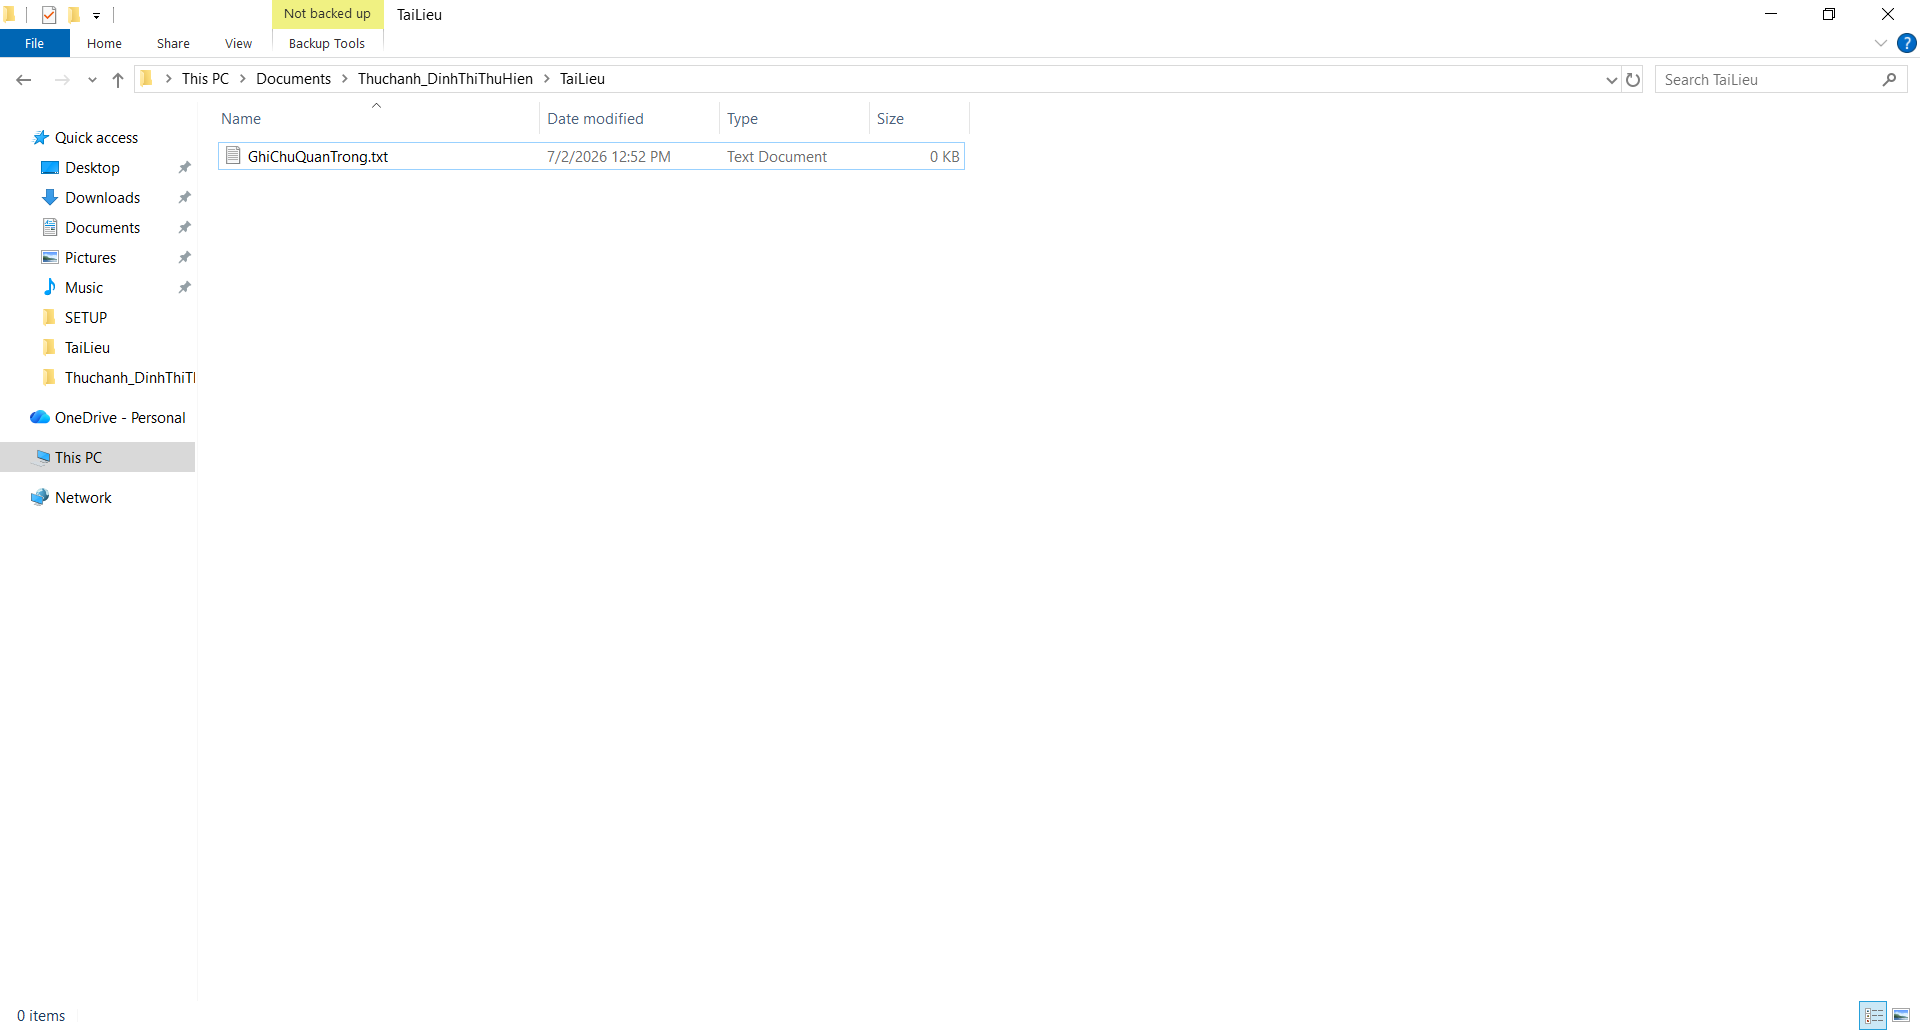 Not backed up
TaiLieu
File
Home
Share
View
Backup Tools
This PC
Documents
Thuchanh_DinhThiThuHien
TaiLieu
Search TaiLieu
Name
Date modified
Type
Size
GhiChuQuanTrong.txt
7/2/2026 12:52 PM
Text Document
0 KB
Quick access
Desktop
Downloads
Documents
Pictures
Music
SETUP
TaiLieu
Thuchanh_DinhThiTl
OneDrive - Personal
This PC
Network
0 items